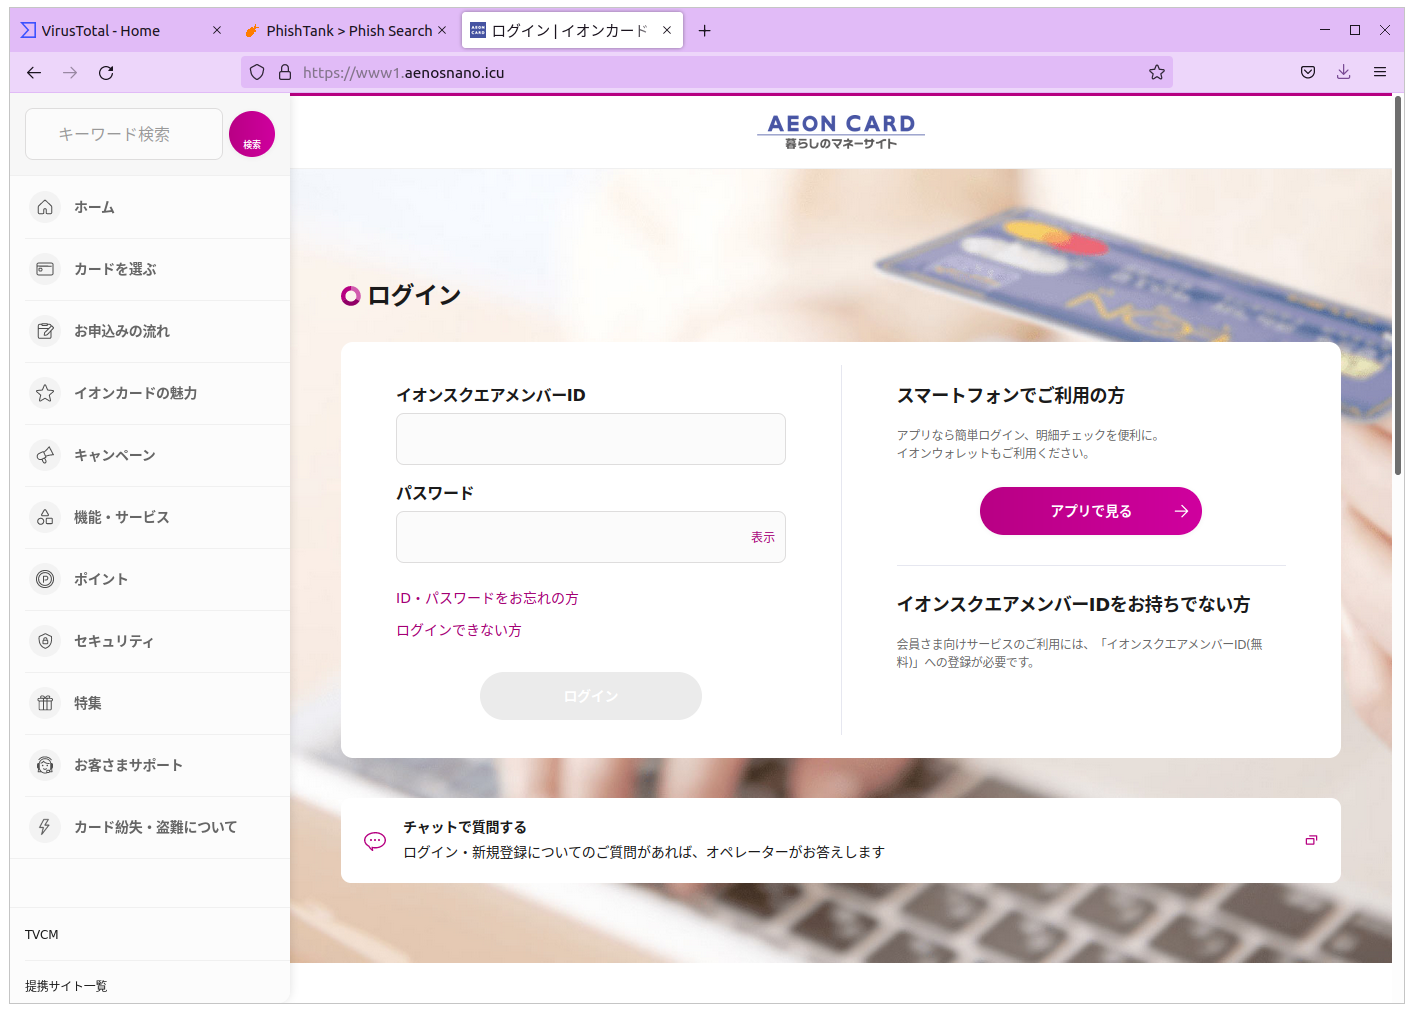 VirusTotal - Home
PhishTank > Phish Search
ログイン | イオンカード
https://www1.aenosnano.icu
キーワード検索
検索
ホーム
カードを選ぶ
お申込みの流れ
イオンカードの魅力
キャンペーン
機能・サービス
ポイント
セキュリティ
特集
お客さまサポート
カード紛失・盗難について
TVCM
提携サイト一覧
AEON CARD
暮らしのマネーサイト
ログイン
イオンスクエアメンバーID
パスワード
表示
ID・パスワードをお忘れの方
ログインできない方
ログイン
スマートフォンでご利用の方
アプリなら簡単ログイン、明細チェックを便利に。
イオンウォレットもご利用ください。
アプリで見る
イオンスクエアメンバーIDをお持ちでない方
会員さま向けサービスのご利用には、「イオンスクエアメンバーID(無
料)」への登録が必要です。
チャットで質問する
ログイン・新規登録についてのご質問があれば、オペレーターがお答えします